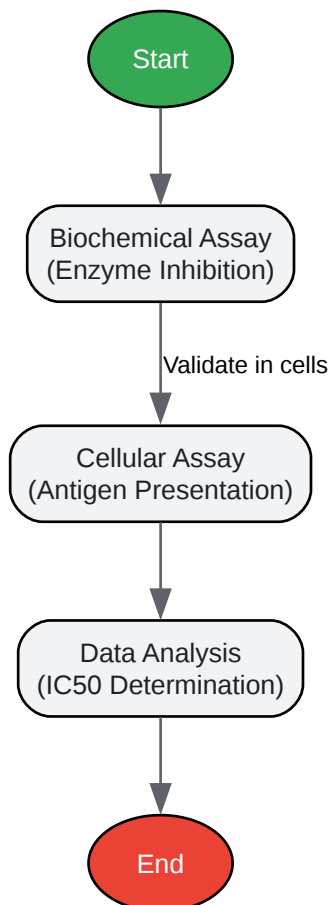 Start
Biochemical Assay
(Enzyme Inhibition)
Validate in cells
Cellular Assay
(Antigen Presentation)
Data Analysis
(IC50 Determination)
End